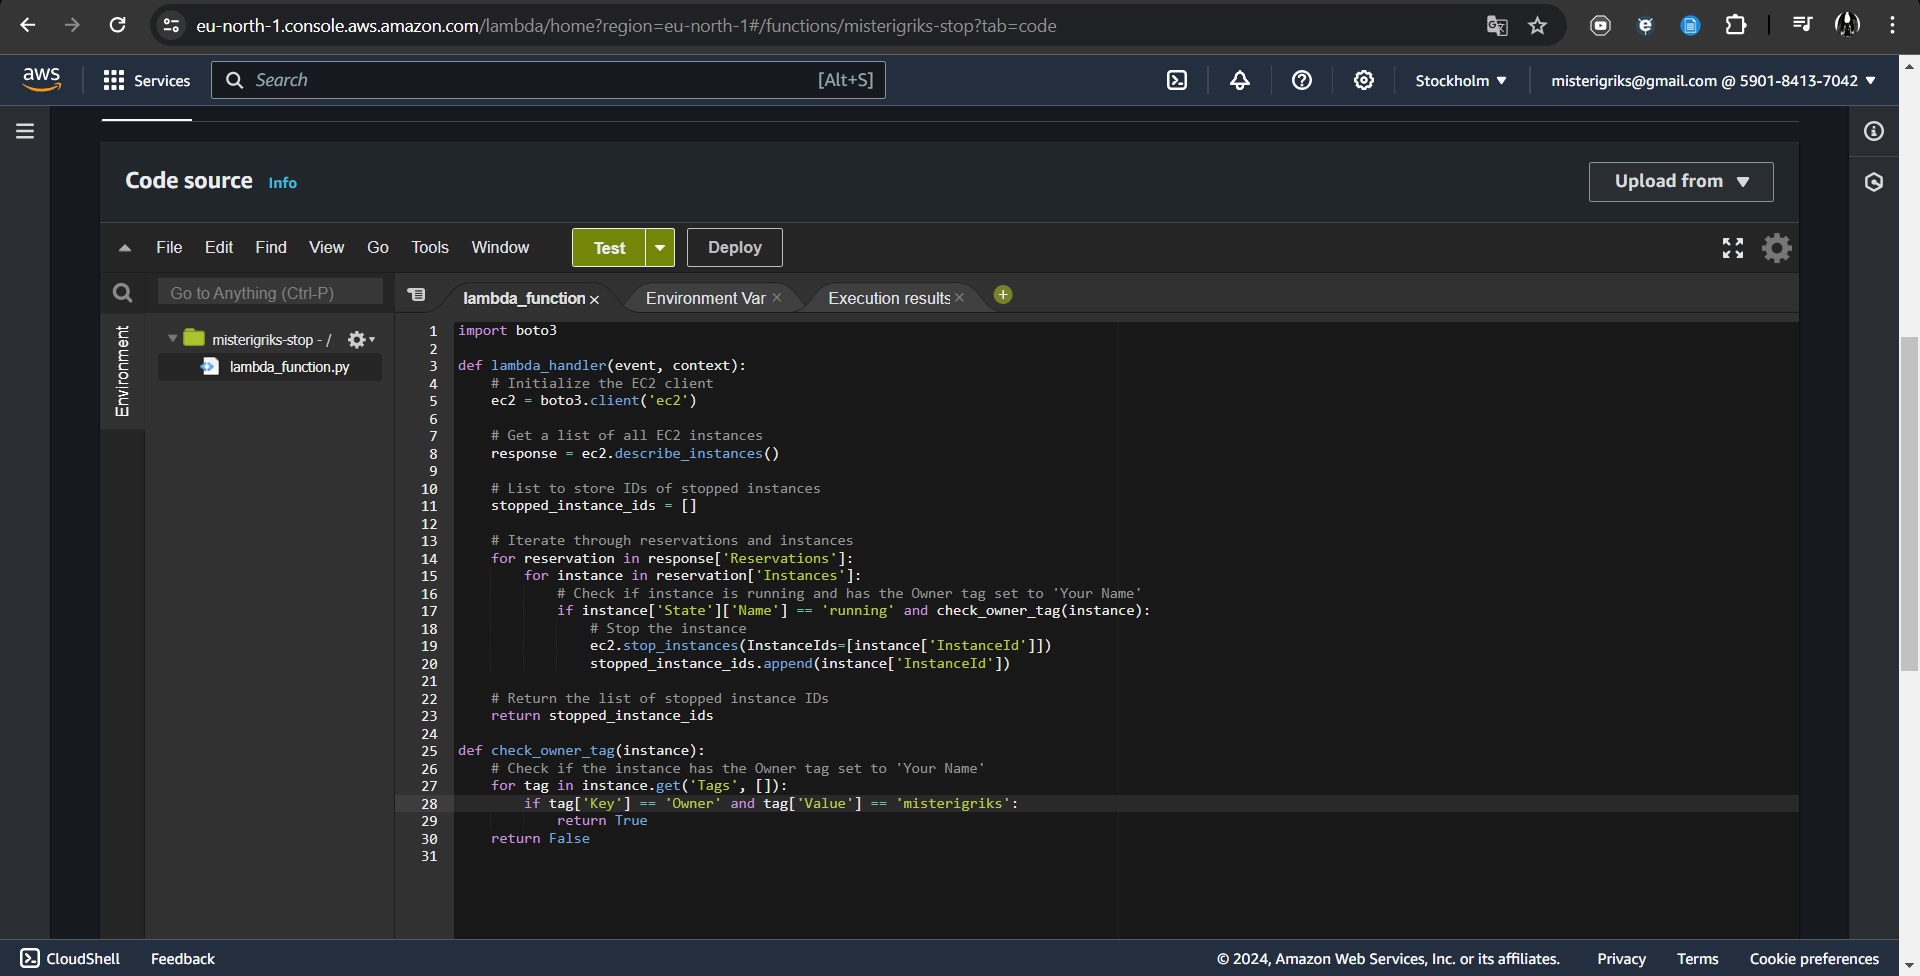 eu-north-1.console.aws.amazon.com/lambda/home?region=eu-north-1#/functions/misterigriks-stop?tab=code
aws
Services
Search
[Alt+S]
Stockholm
misterigriks@gmail.com @ 5901-8413-7042
Code source
Info
Upload from
File
Edit
Find
View
Go
Tools
Window
Test
Deploy
Go to Anything (Ctrl-P)
lambda_function
Environment Var
Execution results
Environment
misterigriks-stop - /
lambda_function.py
1 import boto3
2
3 def lambda_handler(event, context):
4     # Initialize the EC2 client
5     ec2 = boto3.client('ec2')
6
7     # Get a list of all EC2 instances
8     response = ec2.describe_instances()
9
10     # List to store IDs of stopped instances
11     stopped_instance_ids = []
12
13     # Iterate through reservations and instances
14     for reservation in response['Reservations']:
15         for instance in reservation['Instances']:
16             # Check if instance is running and has the Owner tag set to 'Your Name'
17             if instance['State']['Name'] == 'running' and check_owner_tag(instance):
18                 # Stop the instance
19                 ec2.stop_instances(InstanceIds=[instance['InstanceId']])
20                 stopped_instance_ids.append(instance['InstanceId'])
21
22     # Return the list of stopped instance IDs
23     return stopped_instance_ids
24
25 def check_owner_tag(instance):
26     # Check if the instance has the Owner tag set to 'Your Name'
27     for tag in instance.get('Tags', []):
28         if tag['Key'] == 'Owner' and tag['Value'] == 'misterigriks':
29             return True
30     return False
31
CloudShell
Feedback
© 2024, Amazon Web Services, Inc. or its affiliates.
Privacy
Terms
Cookie preferences